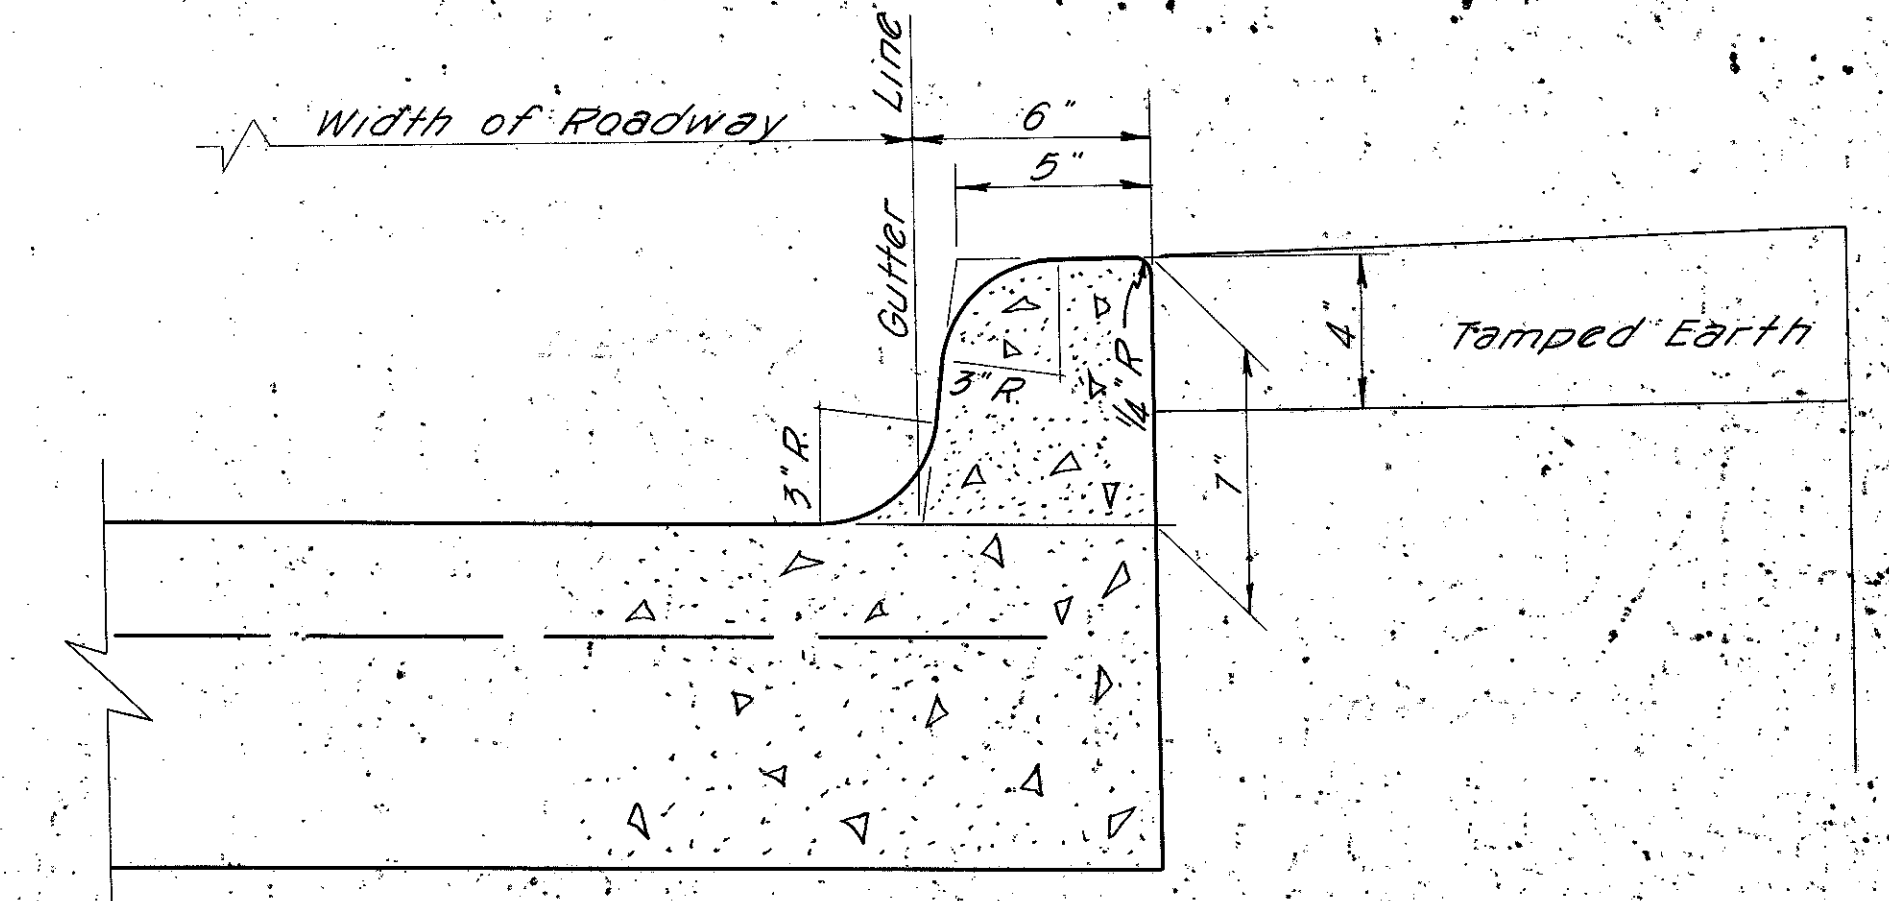 Width of Roadway
Gutter Line
6"
5"
4"
Tamped Earth
3" R.
1/4" R
3" R.
7"